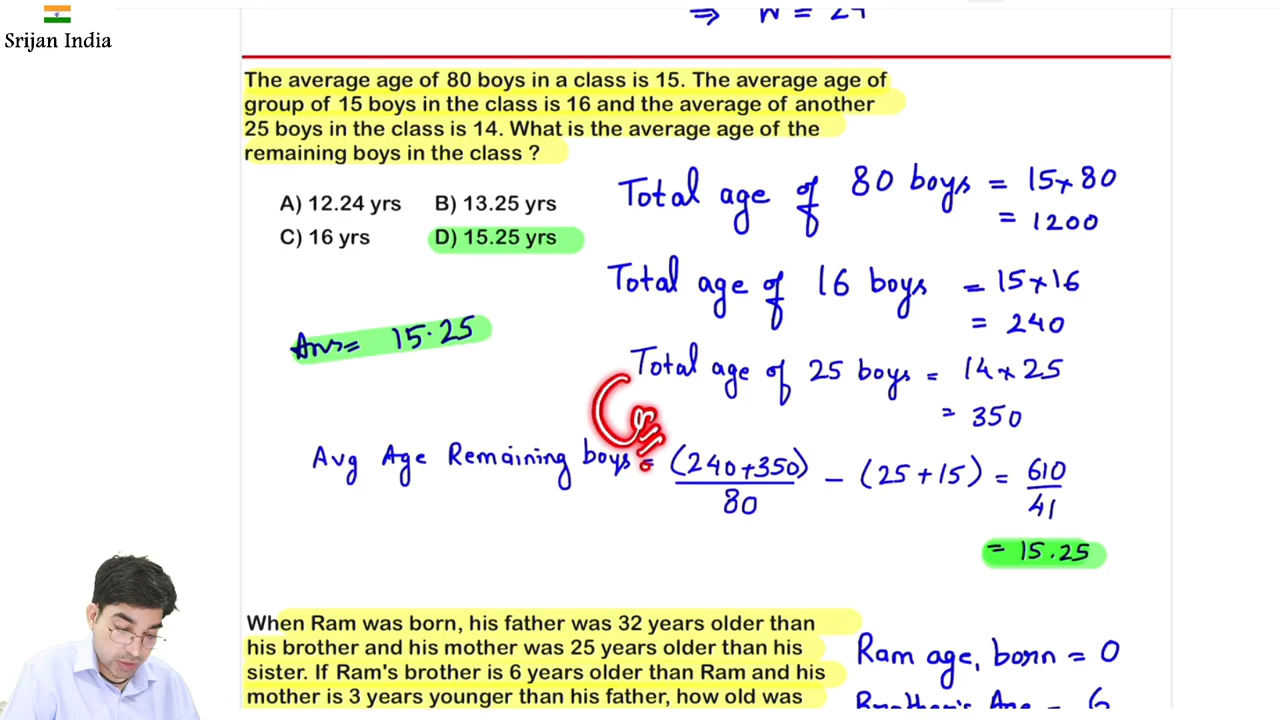 ⇒ N = 27
Srijan India
The average age of 80 boys in a class is 15. The average age of
group of 15 boys in the class is 16 and the average of another
25 boys in the class is 14. What is the average age of the
remaining boys in the class ?
A) 12.24 yrs B) 13.25 yrs
C) 16 yrs D) 15.25 yrs
Total age of 80 boys = 15×80
= 1200
Total age of 16 boys = 15×16
= 240
Ans= 15.25
Total age of 25 boys = 14×25
= 350
Avg Age Remaining boys = (240+350)/80 - (25+15) = 610/41
= 15.25
When Ram was born, his father was 32 years older than
his brother and his mother was 25 years older than his
sister. If Ram's brother is 6 years older than Ram and his
mother is 3 years younger than his father, how old was
Ram age, born = 0
Brother's Age = 6